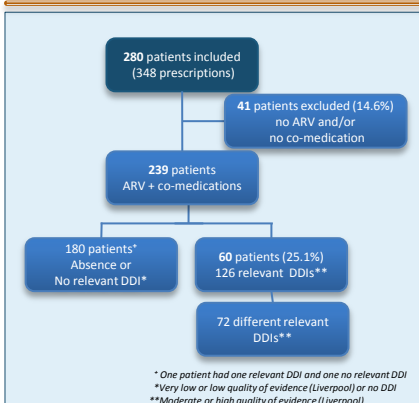 280 patients included
(348 prescriptions)
41 patients excluded (14.6%)
no ARV and/or
no co-medication
239 patients
ARV + co-medications
180 patients⁺
Absence or
No relevant DDI*
60 patients (25.1%)
126 relevant DDIs**
72 different relevant
DDIs**
⁺ One patient had one relevant DDI and one no relevant DDI
*Very low or low quality of evidence (Liverpool) or no DDI
**Moderate or high quality of evidence (Liverpool)